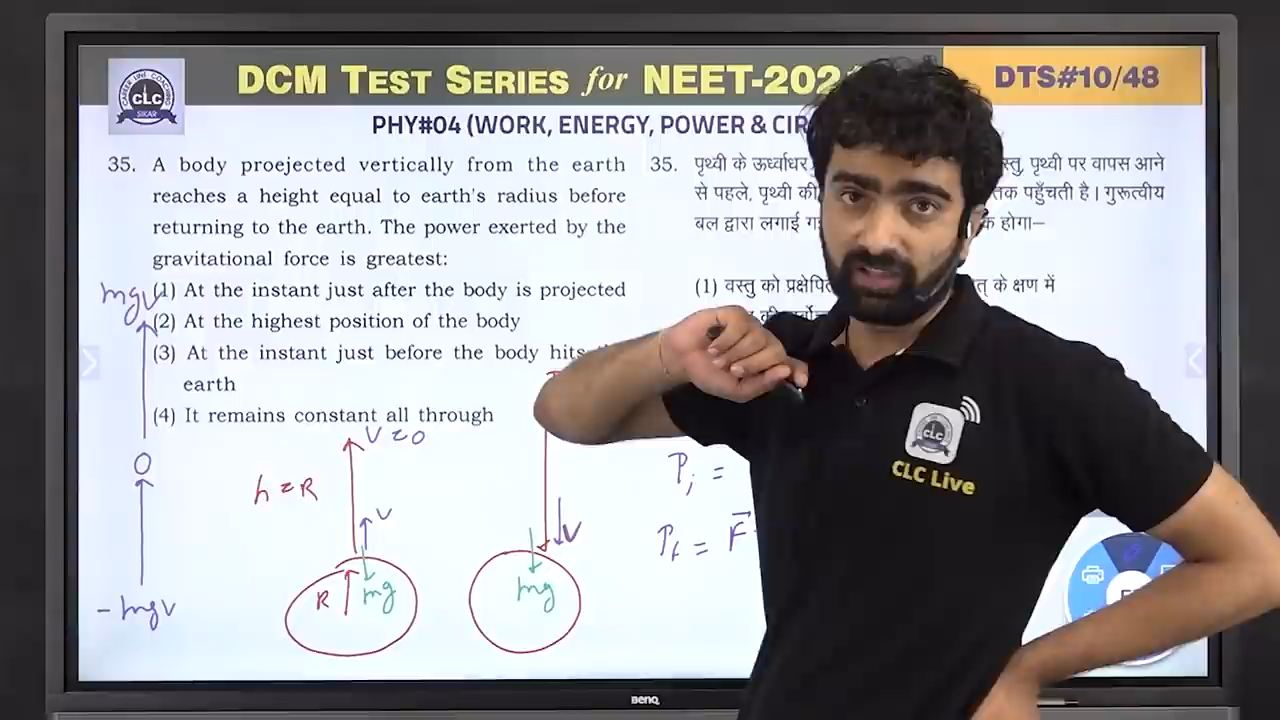 DCM TEST SERIES for NEET-202
DTS#10/48
CLC
SIKAR
PHY#04 (WORK, ENERGY, POWER & CIR
35. A body proejected vertically from the earth
reaches a height equal to earth's radius before
returning to the earth. The power exerted by the
gravitational force is greatest:
(1) At the instant just after the body is projected
(2) At the highest position of the body
(3) At the instant just before the body hits
earth
(4) It remains constant all through
35. पृथ्वी के ऊर्ध्वाधर
स्तु, पृथ्वी पर वापस आने
से पहले, पृथ्वी की
तक पहुँचती है। गुरूत्वीय
बल द्वारा लगाई
क होगा–
(1) वस्तु को प्रक्षेपि
त् के क्षण में
mgv
0
-mgv
V = 0
h = R
V
R
mg
V
mg
Pi =
Pf = F
CLC
CLC Live
BENQ